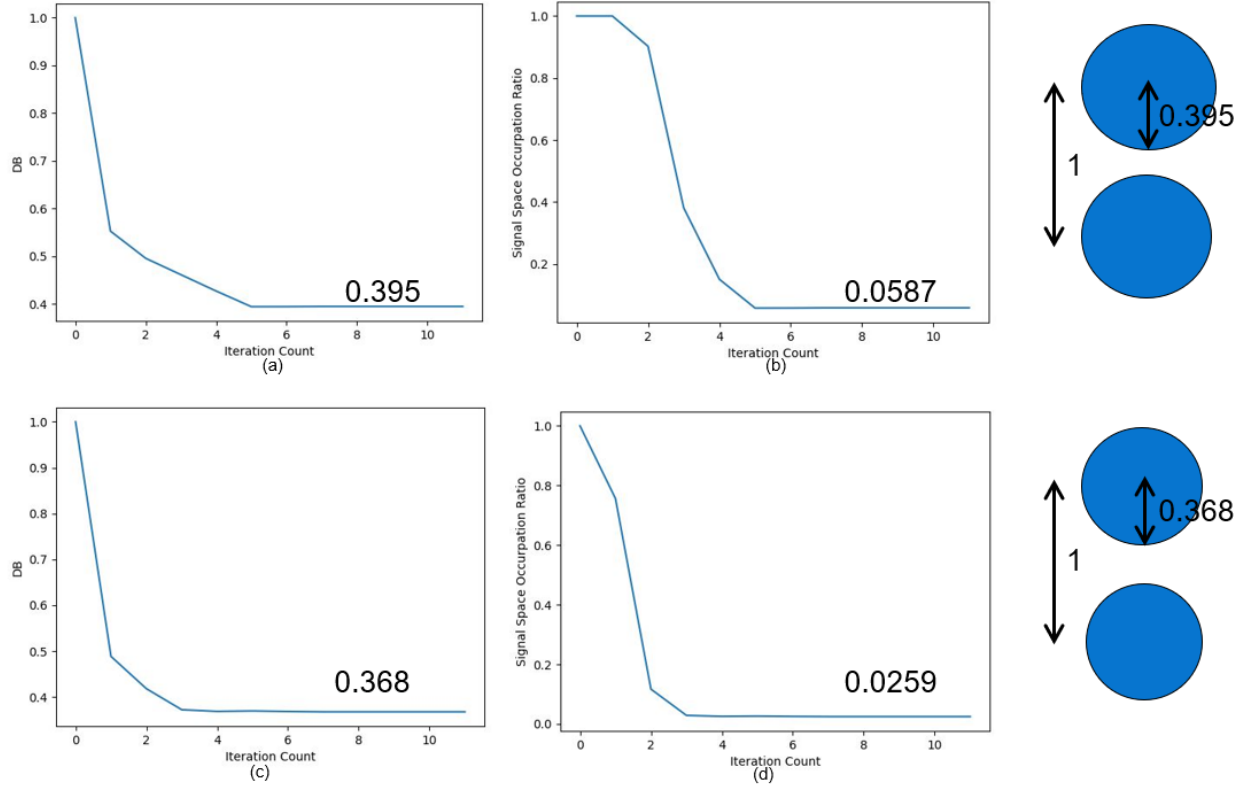 1.0
0.9
0.8
0.7
0.6
0.5
0.4
DB
0.395
0 2 4 6 8 10
Iteration Count
(a)
1.0
0.8
0.6
0.4
0.2
Signal Space Occurpation Ratio
0.0587
0 2 4 6 8 10
Iteration Count
(b)
0.395
1
1.0
0.9
0.8
0.7
0.6
0.5
0.4
DB
0.368
0 2 4 6 8 10
Iteration Count
(c)
1.0
0.8
0.6
0.4
0.2
0.0
Signal Space Occurpation Ratio
0.0259
0 2 4 6 8 10
Iteration Count
(d)
0.368
1